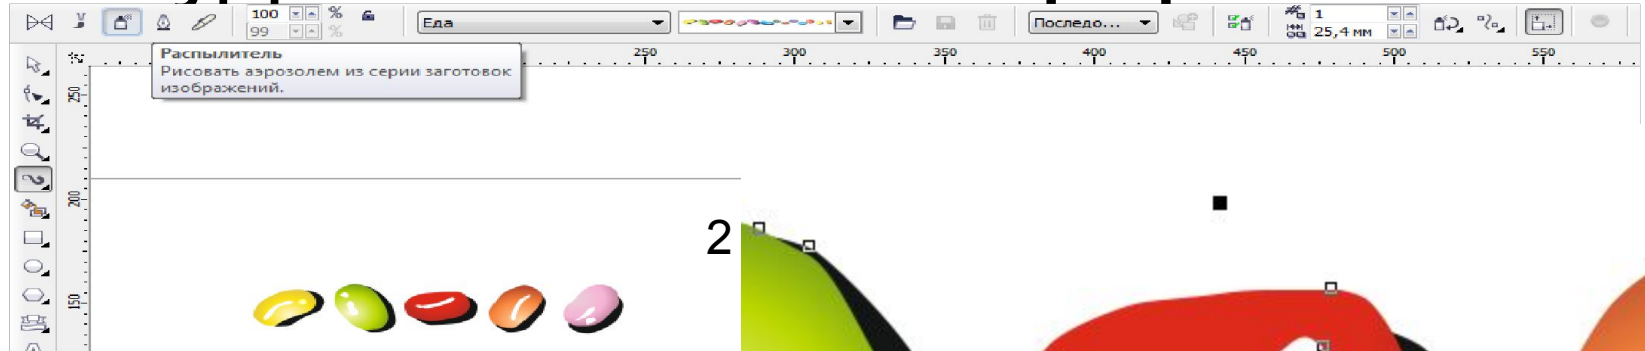 100 %
99 %
Еда
Последо...
1
25,4 мм
Распылитель
Рисовать аэрозолем из серии заготовок
изображений.
250 300 350 400 450 500 550
250
200
150
2